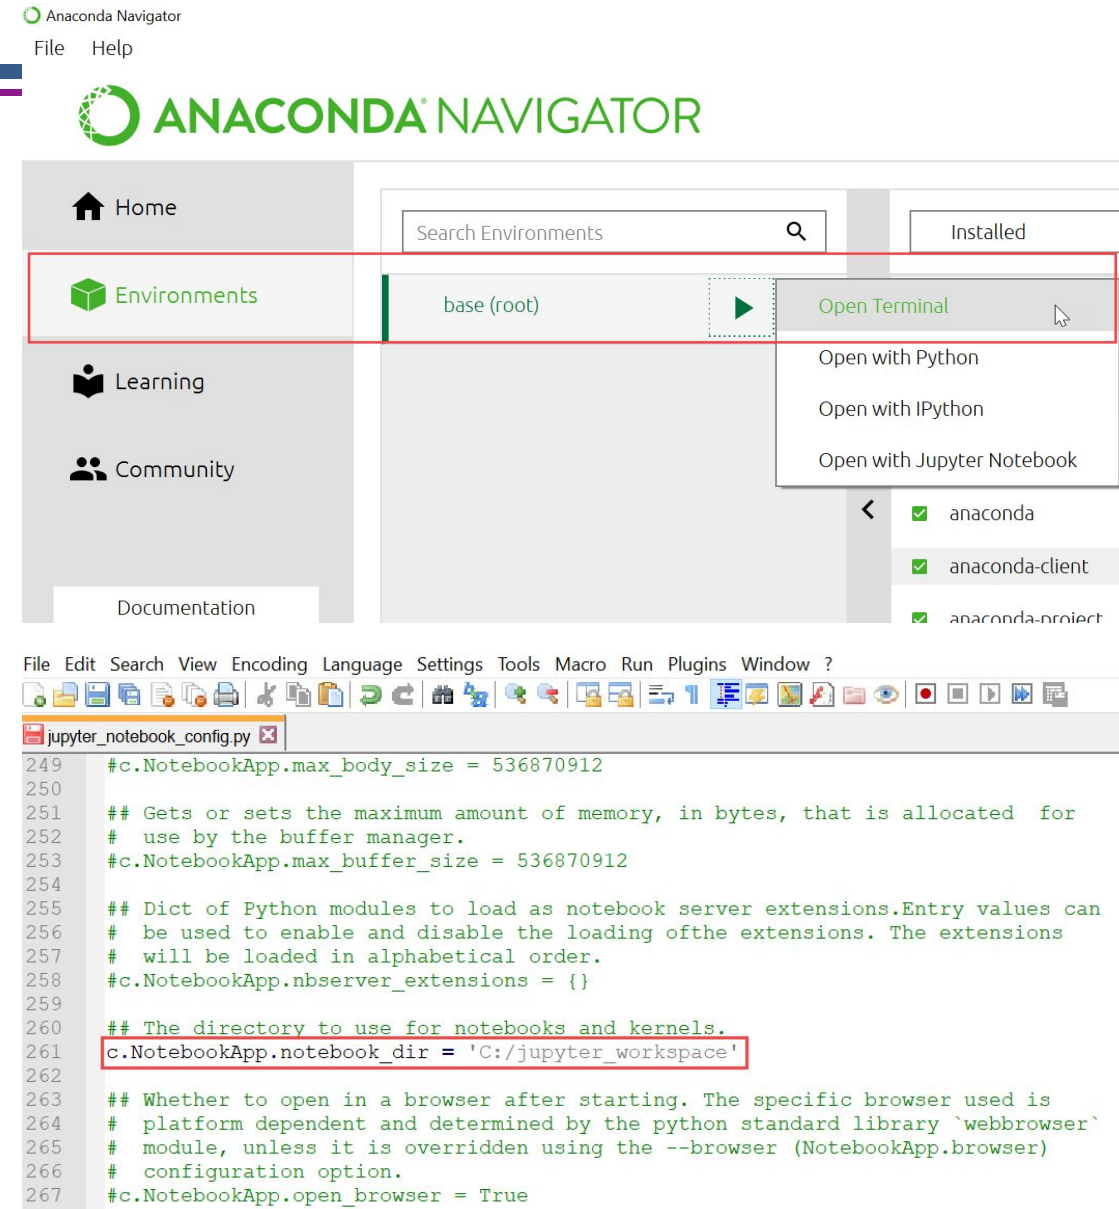 Anaconda Navigator
File Help
ANACONDA NAVIGATOR
Home
Search Environments
Installed
Environments
base (root)
Open Terminal
Open with Python
Learning
Open with IPython
Open with Jupyter Notebook
Community
anaconda
anaconda-client
Documentation
anaconda-project
File Edit Search View Encoding Language Settings Tools Macro Run Plugins Window ?
jupyter_notebook_config.py
249 #c.NotebookApp.max_body_size = 536870912
250
251 ## Gets or sets the maximum amount of memory, in bytes, that is allocated  for
252 #  use by the buffer manager.
253 #c.NotebookApp.max_buffer_size = 536870912
254
255 ## Dict of Python modules to load as notebook server extensions.Entry values can
256 #  be used to enable and disable the loading ofthe extensions. The extensions
257 #  will be loaded in alphabetical order.
258 #c.NotebookApp.nbserver_extensions = {}
259
260 ## The directory to use for notebooks and kernels.
261 c.NotebookApp.notebook_dir = 'C:/jupyter_workspace'
262
263 ## Whether to open in a browser after starting. The specific browser used is
264 #  platform dependent and determined by the python standard library `webbrowser`
265 #  module, unless it is overridden using the --browser (NotebookApp.browser)
266 #  configuration option.
267 #c.NotebookApp.open_browser = True